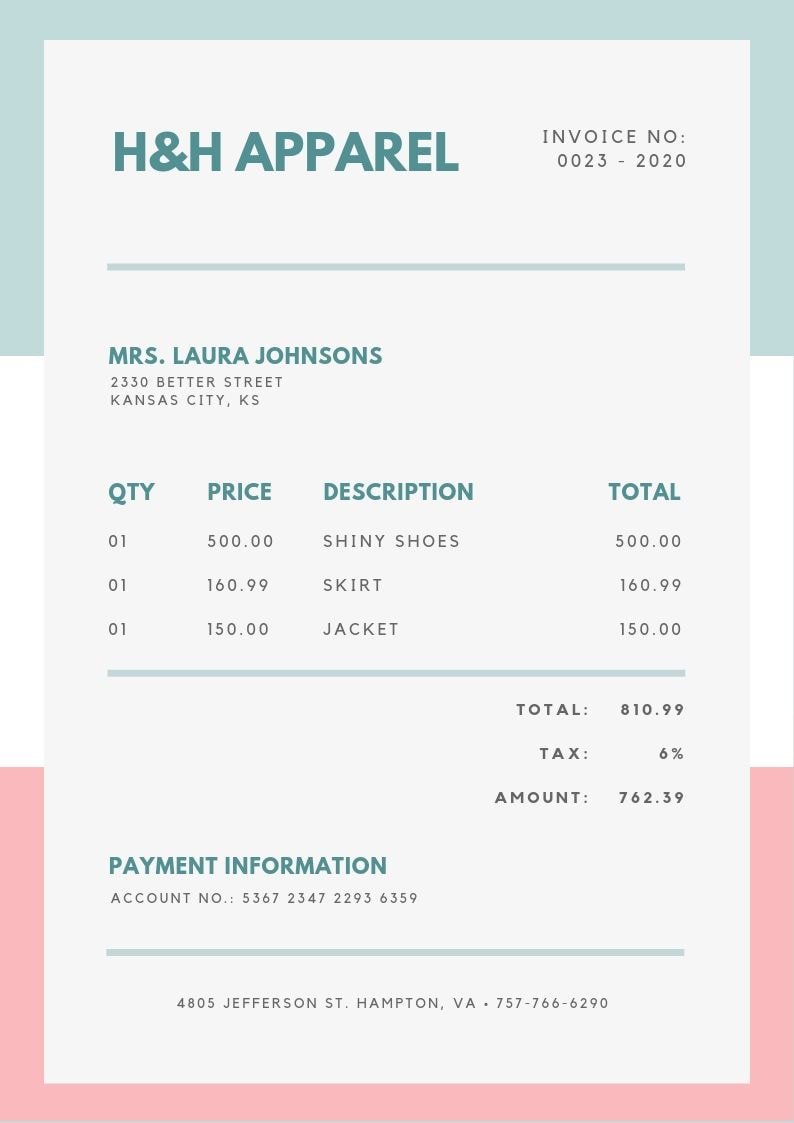 H&H APPAREL
INVOICE NO:
0023 - 2020
MRS. LAURA JOHNSONS
2330 BETTER STREET
KANSAS CITY, KS
QTY PRICE DESCRIPTION TOTAL
01 500.00 SHINY SHOES 500.00
01 160.99 SKIRT 160.99
01 150.00 JACKET 150.00
TOTAL: 810.99
TAX: 6%
AMOUNT: 762.39
PAYMENT INFORMATION
ACCOUNT NO.: 5367 2347 2293 6359
4805 JEFFERSON ST. HAMPTON, VA • 757-766-6290